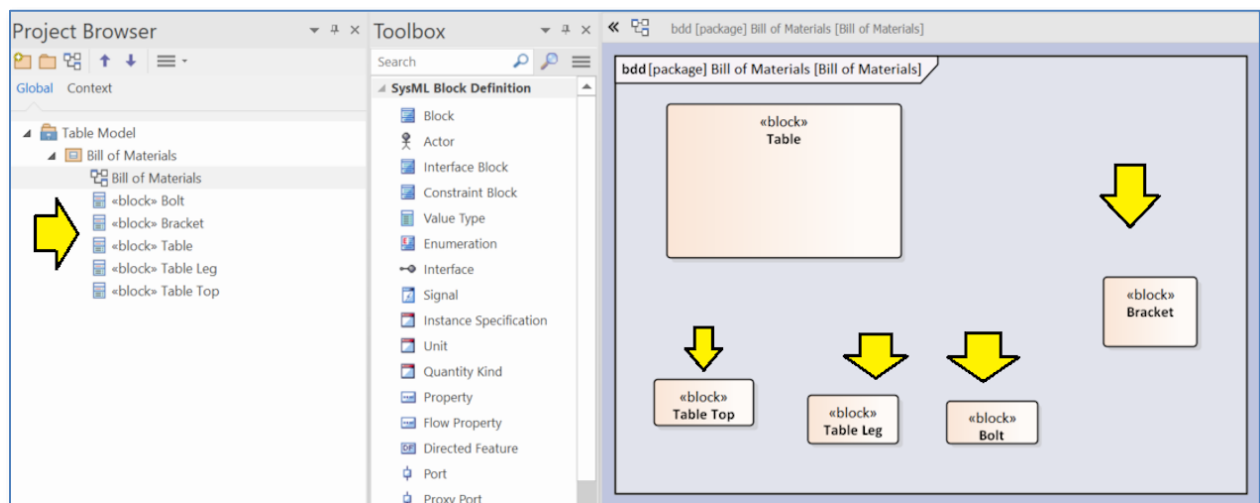 Project Browser
Global Context
Table Model
Bill of Materials
Bill of Materials
«block» Bolt
«block» Bracket
«block» Table
«block» Table Leg
«block» Table Top
Toolbox
Search
SysML Block Definition
Block
Actor
Interface Block
Constraint Block
Value Type
Enumeration
Interface
Signal
Instance Specification
Unit
Quantity Kind
Property
Flow Property
Directed Feature
Port
Proxy Port
bdd [package] Bill of Materials [Bill of Materials]
bdd [package] Bill of Materials [Bill of Materials]
«block»
Table
«block»
Bracket
«block»
Table Top
«block»
Table Leg
«block»
Bolt